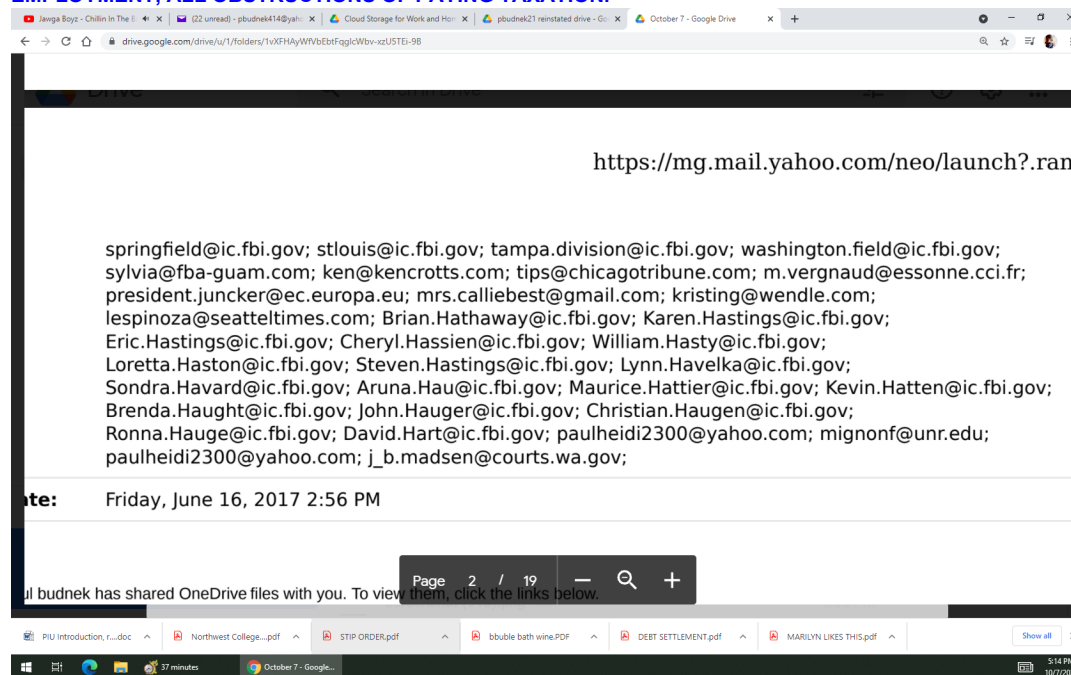 EMPLOYMENT, ALL OBSTRUCTIONS OF PAYING TAXATION.
Jawga Boyz - Chillin In The B
(22 unread) - pbudnek414@yaho
Cloud Storage for Work and Hom
pbudnek21 reinstated drive - Go
October 7 - Google Drive
drive.google.com/drive/u/1/folders/1vXFHAyWfVbEbtFqglcWbv-xzU5TEi-9B
Drive
Search in Drive
https://mg.mail.yahoo.com/neo/launch?.ran
springfield@ic.fbi.gov; stlouis@ic.fbi.gov; tampa.division@ic.fbi.gov; washington.field@ic.fbi.gov;
sylvia@fba-guam.com; ken@kencrotts.com; tips@chicagotribune.com; m.vergnaud@essonne.cci.fr;
president.juncker@ec.europa.eu; mrs.calliebest@gmail.com; kristing@wendle.com;
lespinoza@seatteltimes.com; Brian.Hathaway@ic.fbi.gov; Karen.Hastings@ic.fbi.gov;
Eric.Hastings@ic.fbi.gov; Cheryl.Hassien@ic.fbi.gov; William.Hasty@ic.fbi.gov;
Loretta.Haston@ic.fbi.gov; Steven.Hastings@ic.fbi.gov; Lynn.Havelka@ic.fbi.gov;
Sondra.Havard@ic.fbi.gov; Aruna.Hau@ic.fbi.gov; Maurice.Hattier@ic.fbi.gov; Kevin.Hatten@ic.fbi.gov;
Brenda.Haught@ic.fbi.gov; John.Hauger@ic.fbi.gov; Christian.Haugen@ic.fbi.gov;
Ronna.Hauge@ic.fbi.gov; David.Hart@ic.fbi.gov; paulheidi2300@yahoo.com; mignonf@unr.edu;
paulheidi2300@yahoo.com; j_b.madsen@courts.wa.gov;
ate: Friday, June 16, 2017 2:56 PM
Page 2 / 19
ul budnek has shared OneDrive files with you. To view them, click the links below.
PIU Introduction, r....doc
Northwest College....pdf
STIP ORDER.pdf
bbuble bath wine.PDF
DEBT SETTLEMENT.pdf
MARILYN LIKES THIS.pdf
Show all
37 minutes
October 7 - Google...
5:14 PM
10/7/20